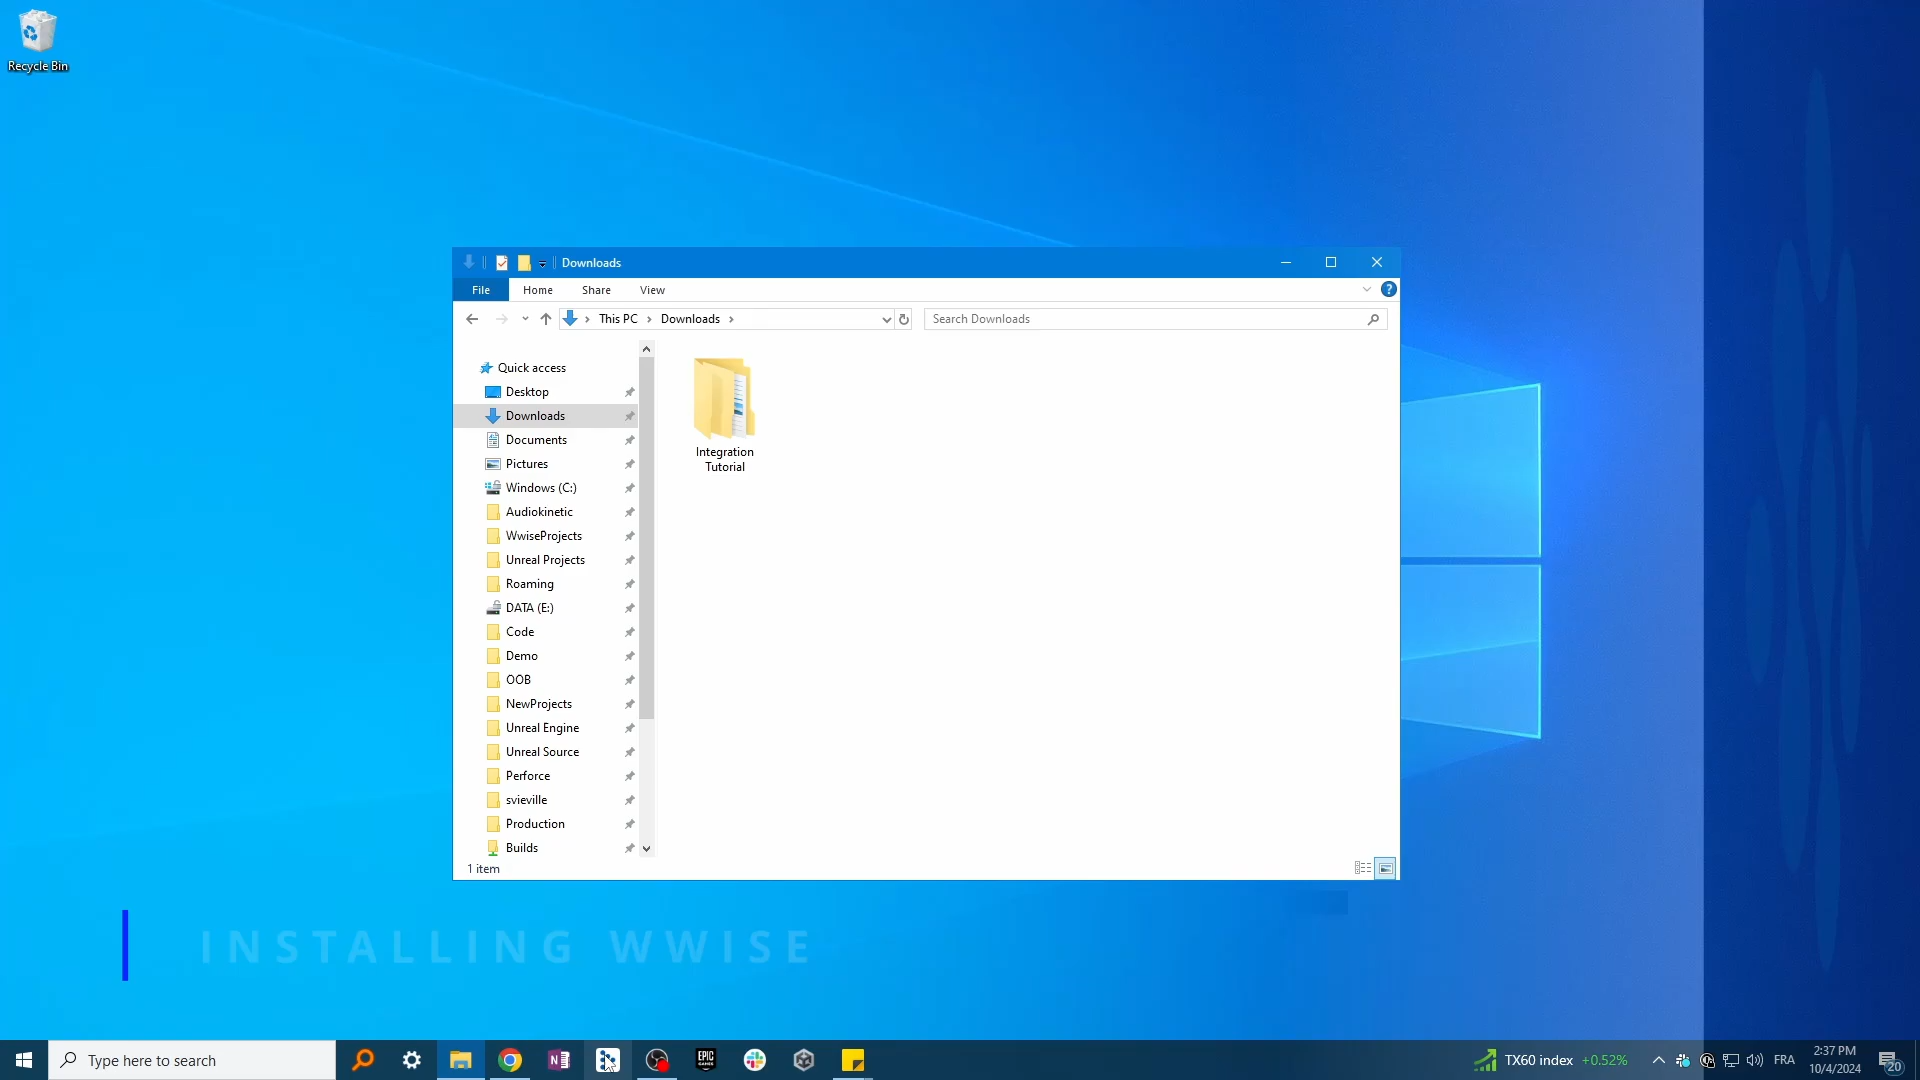 Recycle Bin
Downloads
File
Home
Share
View
This PC
Downloads
Search Downloads
Quick access
Desktop
Downloads
Documents
Pictures
Windows (C:)
Audiokinetic
WwiseProjects
Unreal Projects
Roaming
DATA (E:)
Code
Demo
OOB
NewProjects
Unreal Engine
Unreal Source
Perforce
svieville
Production
Builds
Integration
Tutorial
1 item
INSTALLING WWISE
Type here to search
EPIC
GAMES
TX60 index +0.52%
FRA
2:37 PM
10/4/2024
20